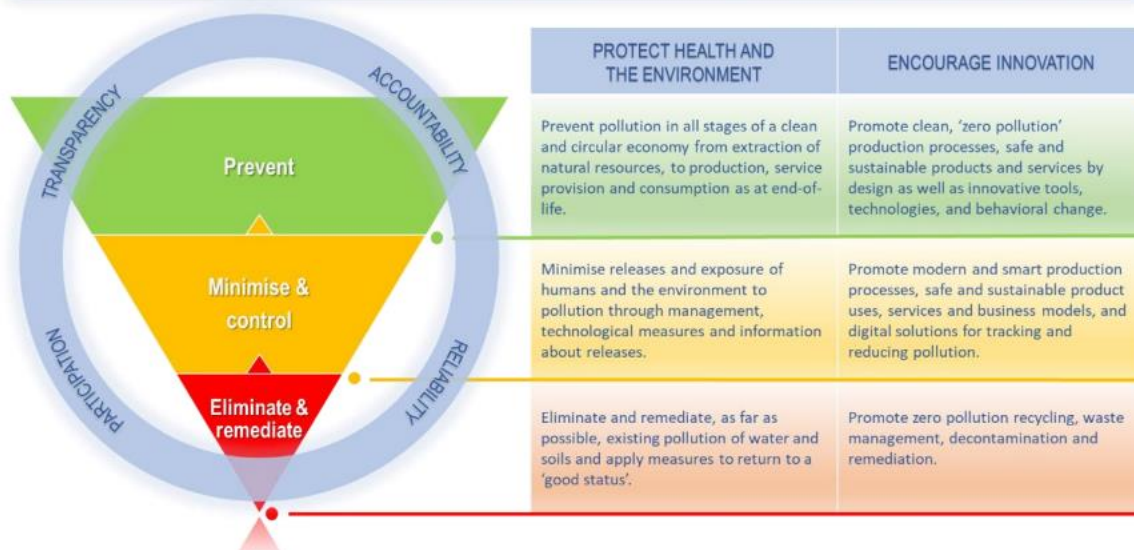 TRANSPARENCY
ACCOUNTABILITY
PARTICIPATION
RELIABILITY
Prevent
Minimise &
control
Eliminate &
remediate
PROTECT HEALTH AND
THE ENVIRONMENT
ENCOURAGE INNOVATION
Prevent pollution in all stages of a clean
and circular economy from extraction of
natural resources, to production, service
provision and consumption as at end-of-
life.
Promote clean, ‘zero pollution’
production processes, safe and
sustainable products and services by
design as well as innovative tools,
technologies, and behavioral change.
Minimise releases and exposure of
humans and the environment to
pollution through management,
technological measures and information
about releases.
Promote modern and smart production
processes, safe and sustainable product
uses, services and business models, and
digital solutions for tracking and
reducing pollution.
Eliminate and remediate, as far as
possible, existing pollution of water and
soils and apply measures to return to a
‘good status’.
Promote zero pollution recycling, waste
management, decontamination and
remediation.